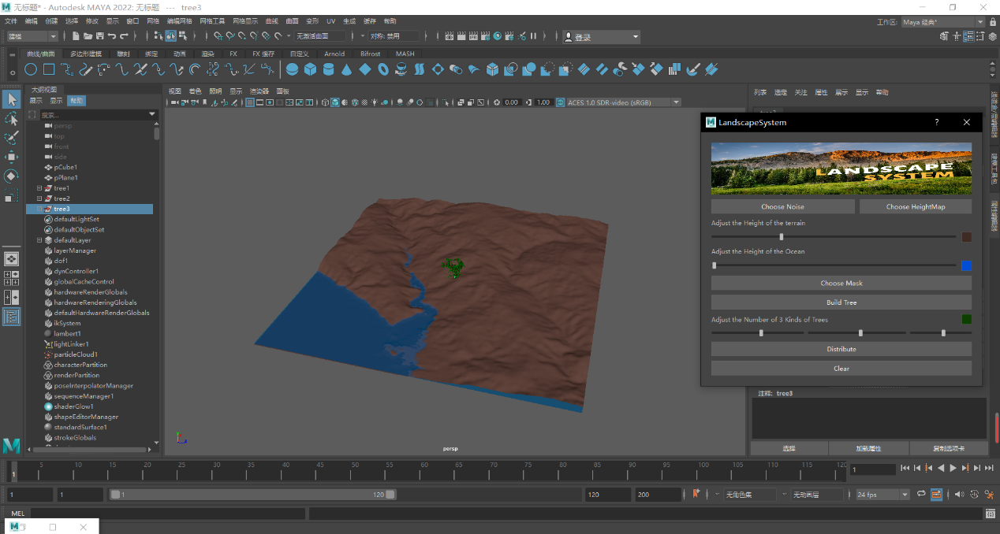 无标题* - Autodesk MAYA 2022: 无标题 --- tree3
文件 编辑 创建 选择 修改 显示 窗口 网格 编辑网格 网格工具 网格显示 曲线 曲面 变形 UV 生成 缓存 帮助
工作区: Maya 经典*
建模
无激活曲面
对称: 禁用
登录
曲线/曲面 多边形建模 雕刻 绑定 动画 渲染 FX FX 缓存 自定义 Arnold Bifrost MASH
大纲视图
展示 显示 帮助
搜索...
persp
top
front
side
pCube1
pPlane1
tree1
tree2
tree3
defaultLightSet
defaultObjectSet
defaultLayer
layerManager
dof1
dynController1
globalCacheControl
hardwareRenderGlobals
hardwareRenderingGlobals
defaultHardwareRenderGlobals
ikSystem
lambert1
lightLinker1
particleCloud1
characterPartition
renderPartition
poseInterpolatorManager
sequenceManager1
shaderGlow1
shapeEditorManager
standardSurface1
strokeGlobals
视图 着色 照明 显示 渲染器 面板
0.00 1.00 ACES 1.0 SDR-video (sRGB)
persp
列表 选定 关注 属性 展示 显示 帮助
LandscapeSystem ?
LANDSCAPE
SYSTEM
Choose Noise
Choose HeightMap
Adjust the Height of the terrain
Adjust the Height of the Ocean
Choose Mask
Build Tree
Adjust the Number of 3 Kinds of Trees
Distribute
Clear
注释: tree3
选择 加载属性 复制选项卡
建模工具包
属性编辑器
1 5 10 15 20 25 30 35 40 45 50 55 60 65 70 75 80 85 90 95 100 105 110 115 120
1
1 1 1 120 120 200 无角色集 无动画层 24 fps
MEL